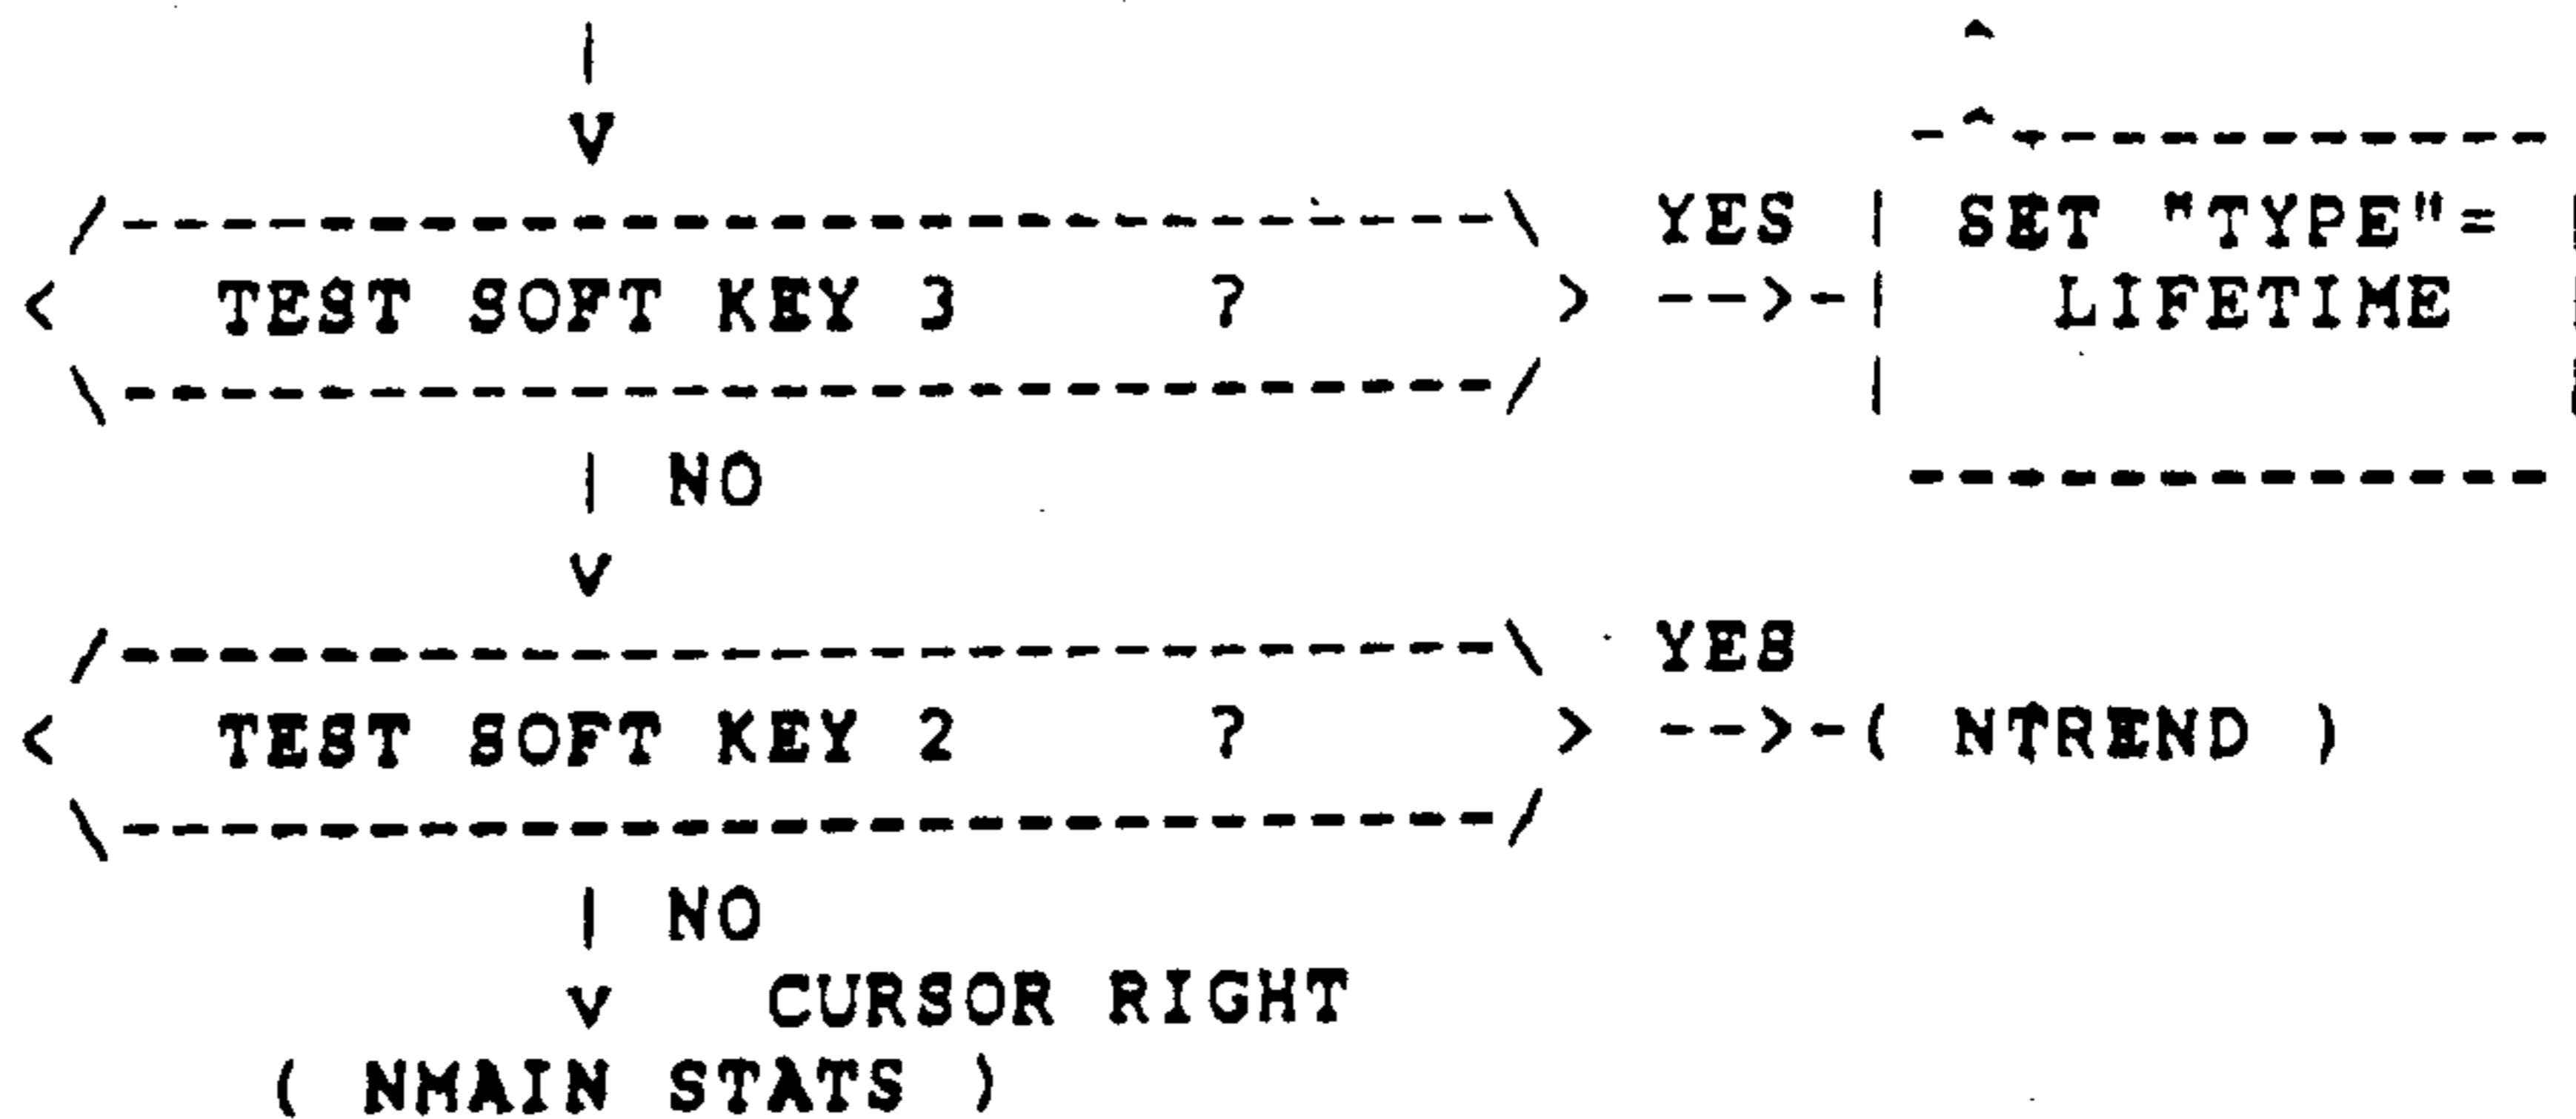 |                                     ^
V                          -^-----------
/----------------------------\ YES | SET "TYPE"= |
< TEST SOFT KEY 3 ? > -->-| LIFETIME |
\----------------------------/ | |
| NO -------------
V
/----------------------------\ YES
< TEST SOFT KEY 2 ? > -->-( NTREND )
\----------------------------/
| NO
V CURSOR RIGHT
( NMAIN STATS )